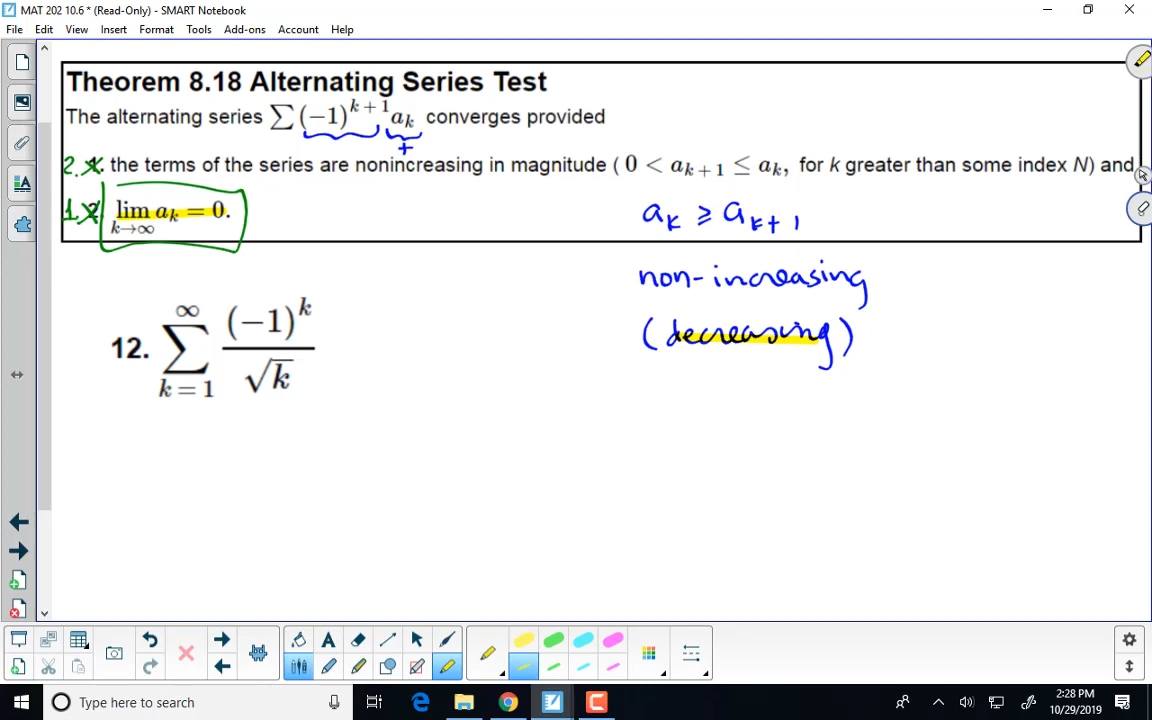 MAT 202 10.6 * (Read-Only) - SMART Notebook
File Edit View Insert Format Tools Add-ons Account Help
Theorem 8.18 Alternating Series Test
The alternating series ∑ (−1)^{k+1} a_k converges provided
+
2. the terms of the series are nonincreasing in magnitude ( 0 < a_{k+1} ≤ a_k, for k greater than some index N) and
1. lim_{k→∞} a_k = 0.
a_k ≥ a_{k+1}
non-increasing
(decreasing)
12. ∑_{k=1}^{∞} (−1)^k / √k
Type here to search
2:28 PM
10/29/2019